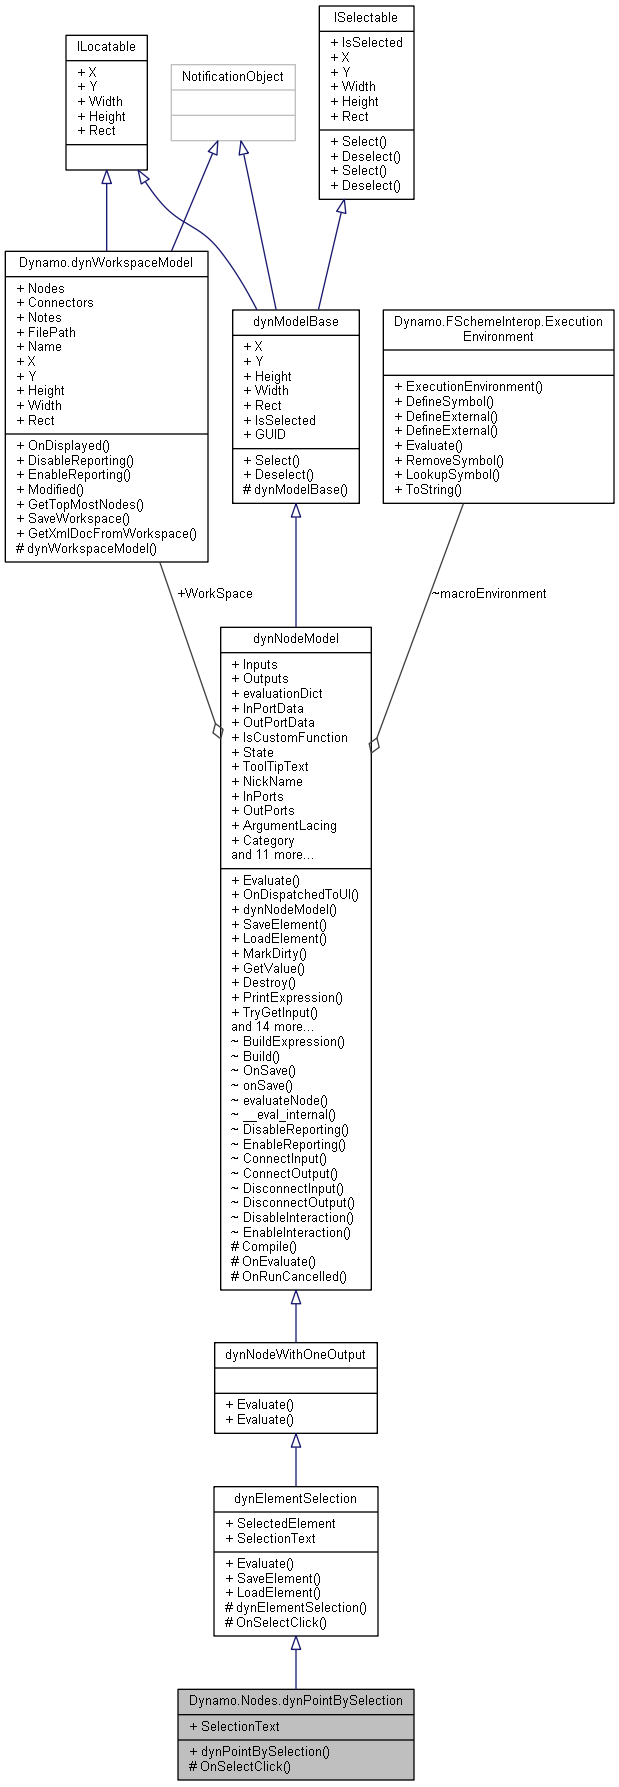 ISelectable
+ IsSelected
+ X
+ Y
+ Width
+ Height
+ Rect
+ Select()
+ Deselect()
+ Select()
+ Deselect()
ILocatable
+ X
+ Y
+ Width
+ Height
+ Rect
NotificationObject
Dynamo.dynWorkspaceModel
+ Nodes
+ Connectors
+ Notes
+ FilePath
+ Name
+ X
+ Y
+ Height
+ Width
+ Rect
+ OnDisplayed()
+ DisableReporting()
+ EnableReporting()
+ Modified()
+ GetTopMostNodes()
+ SaveWorkspace()
+ GetXmlDocFromWorkspace()
# dynWorkspaceModel()
dynModelBase
+ X
+ Y
+ Height
+ Width
+ Rect
+ IsSelected
+ GUID
+ Select()
+ Deselect()
# dynModelBase()
Dynamo.FSchemeInterop.Execution
Environment
+ ExecutionEnvironment()
+ DefineSymbol()
+ DefineExternal()
+ DefineExternal()
+ Evaluate()
+ RemoveSymbol()
+ LookupSymbol()
+ ToString()
+WorkSpace
~macroEnvironment
dynNodeModel
+ Inputs
+ Outputs
+ evaluationDict
+ InPortData
+ OutPortData
+ IsCustomFunction
+ State
+ ToolTipText
+ NickName
+ InPorts
+ OutPorts
+ ArgumentLacing
+ Category
and 11 more...
+ Evaluate()
+ OnDispatchedToUI()
+ dynNodeModel()
+ SaveElement()
+ LoadElement()
+ MarkDirty()
+ GetValue()
+ Destroy()
+ PrintExpression()
+ TryGetInput()
and 14 more...
~ BuildExpression()
~ Build()
~ OnSave()
~ onSave()
~ evaluateNode()
~ __eval_internal()
~ DisableReporting()
~ EnableReporting()
~ ConnectInput()
~ ConnectOutput()
~ DisconnectInput()
~ DisconnectOutput()
~ DisableInteraction()
~ EnableInteraction()
# Compile()
# OnEvaluate()
# OnRunCancelled()
dynNodeWithOneOutput
+ Evaluate()
+ Evaluate()
dynElementSelection
+ SelectedElement
+ SelectionText
+ Evaluate()
+ SaveElement()
+ LoadElement()
# dynElementSelection()
# OnSelectClick()
Dynamo.Nodes.dynPointBySelection
+ SelectionText
+ dynPointBySelection()
# OnSelectClick()